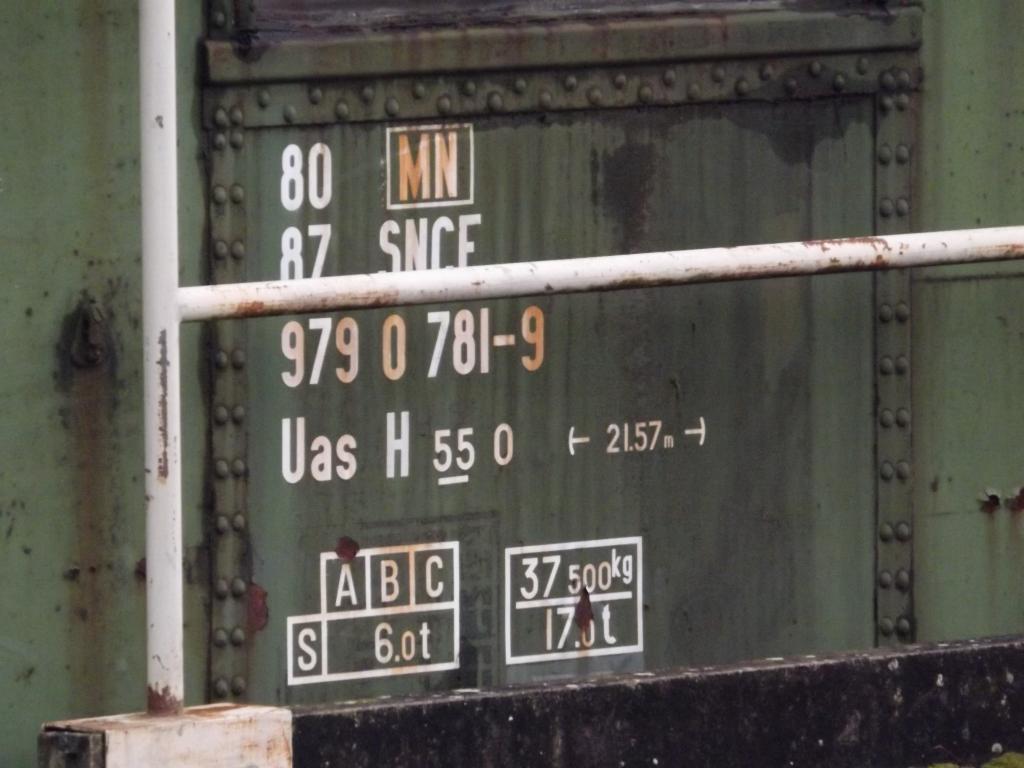 80 MN
87 SNCF
979 0 781-9
Uas H 55 0 ← 21.57m →
A B C
S 6.0t
37 500kg
17.0t